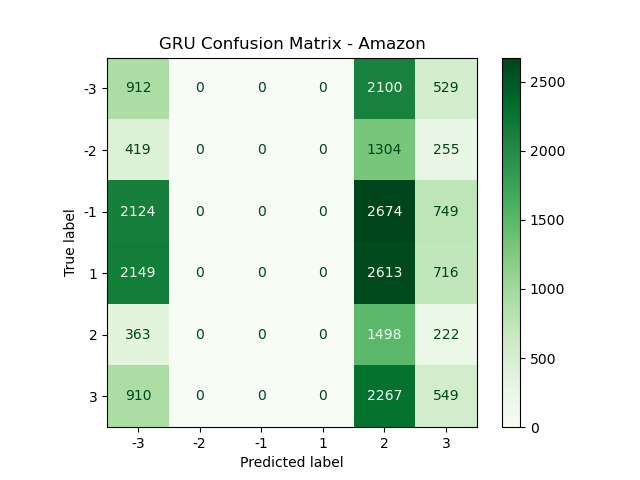 GRU Confusion Matrix - Amazon
-3 912 0 0 0 2100 529
-2 419 0 0 0 1304 255
-1 2124 0 0 0 2674 749
1 2149 0 0 0 2613 716
2 363 0 0 0 1498 222
3 910 0 0 0 2267 549
-3 -2 -1 1 2 3
Predicted label
True label
2500
2000
1500
1000
500
0